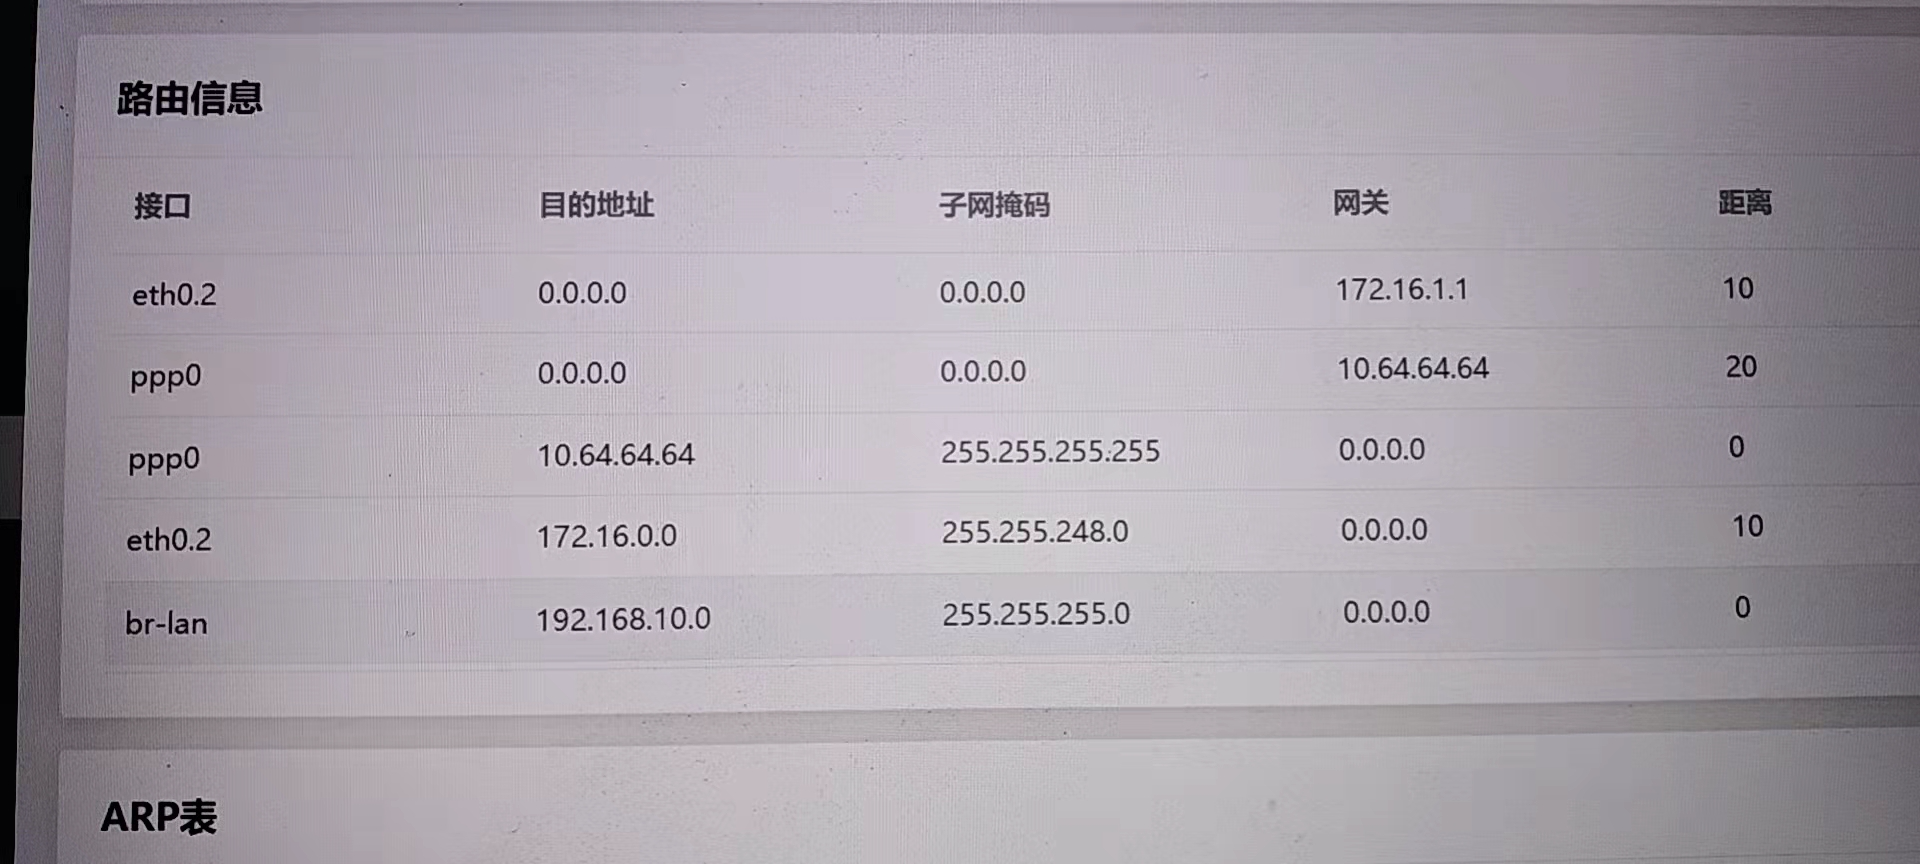 路由信息
接口 目的地址 子网掩码 网关 距离
eth0.2 0.0.0.0 0.0.0.0 172.16.1.1 10
ppp0 0.0.0.0 0.0.0.0 10.64.64.64 20
ppp0 10.64.64.64 255.255.255.255 0.0.0.0 0
eth0.2 172.16.0.0 255.255.248.0 0.0.0.0 10
br-lan 192.168.10.0 255.255.255.0 0.0.0.0 0
ARP表